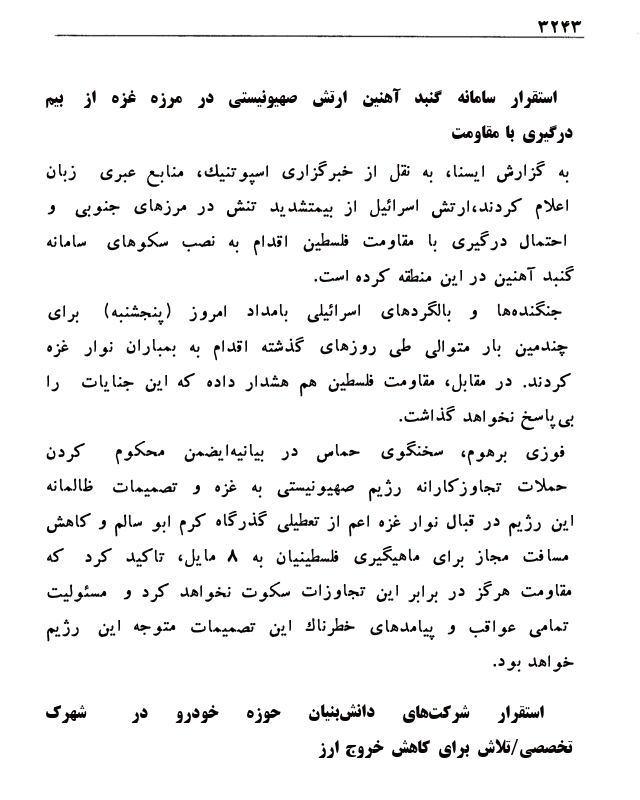 ۳۲۴۳
استقرار سامانه گنبد آهنین ارتش صهیونیستی در مرزه غزه از بیم
درگیری با مقاومت
به گزارش ایسنا، به نقل از خبرگزاری اسپوتنیك، منابع عبری زبان
اعلام کردند،ارتش اسرائیل از بیمتشدید تنش در مرزهای جنوبی و
احتمال درگیری با مقاومت فلسطین اقدام به نصب سکوهای سامانه
گنبد آهنین در این منطقه کرده است.
جنگنده‌ها و بالگردهای اسرائیلی بامداد امروز (پنجشنبه) برای
چندمین بار متوالی طی روزهای گذشته اقدام به بمباران نوار غزه
کردند. در مقابل، مقاومت فلسطین هم هشدار داده که این جنایات را
بی‌پاسخ نخواهد گذاشت.
فوزی برهوم، سخنگوی حماس در بیانیه‌ایضمن محکوم کردن
حملات تجاوزکارانه رژیم صهیونیستی به غزه و تصمیمات ظالمانه
این رژیم در قبال نوار غزه اعم از تعطیلی گذرگاه کرم ابو سالم و کاهش
مسافت مجاز برای ماهیگیری فلسطینیان به ۸ مایل، تاکید کرد که
مقاومت هرگز در برابر این تجاوزات سکوت نخواهد کرد و مسئولیت
تمامی عواقب و پیامدهای خطرناك این تصمیمات متوجه این رژیم
خواهد بود.
استقرار شرکت‌های دانش‌بنیان حوزه خودرو در شهرک
تخصصی/تلاش برای کاهش خروج ارز